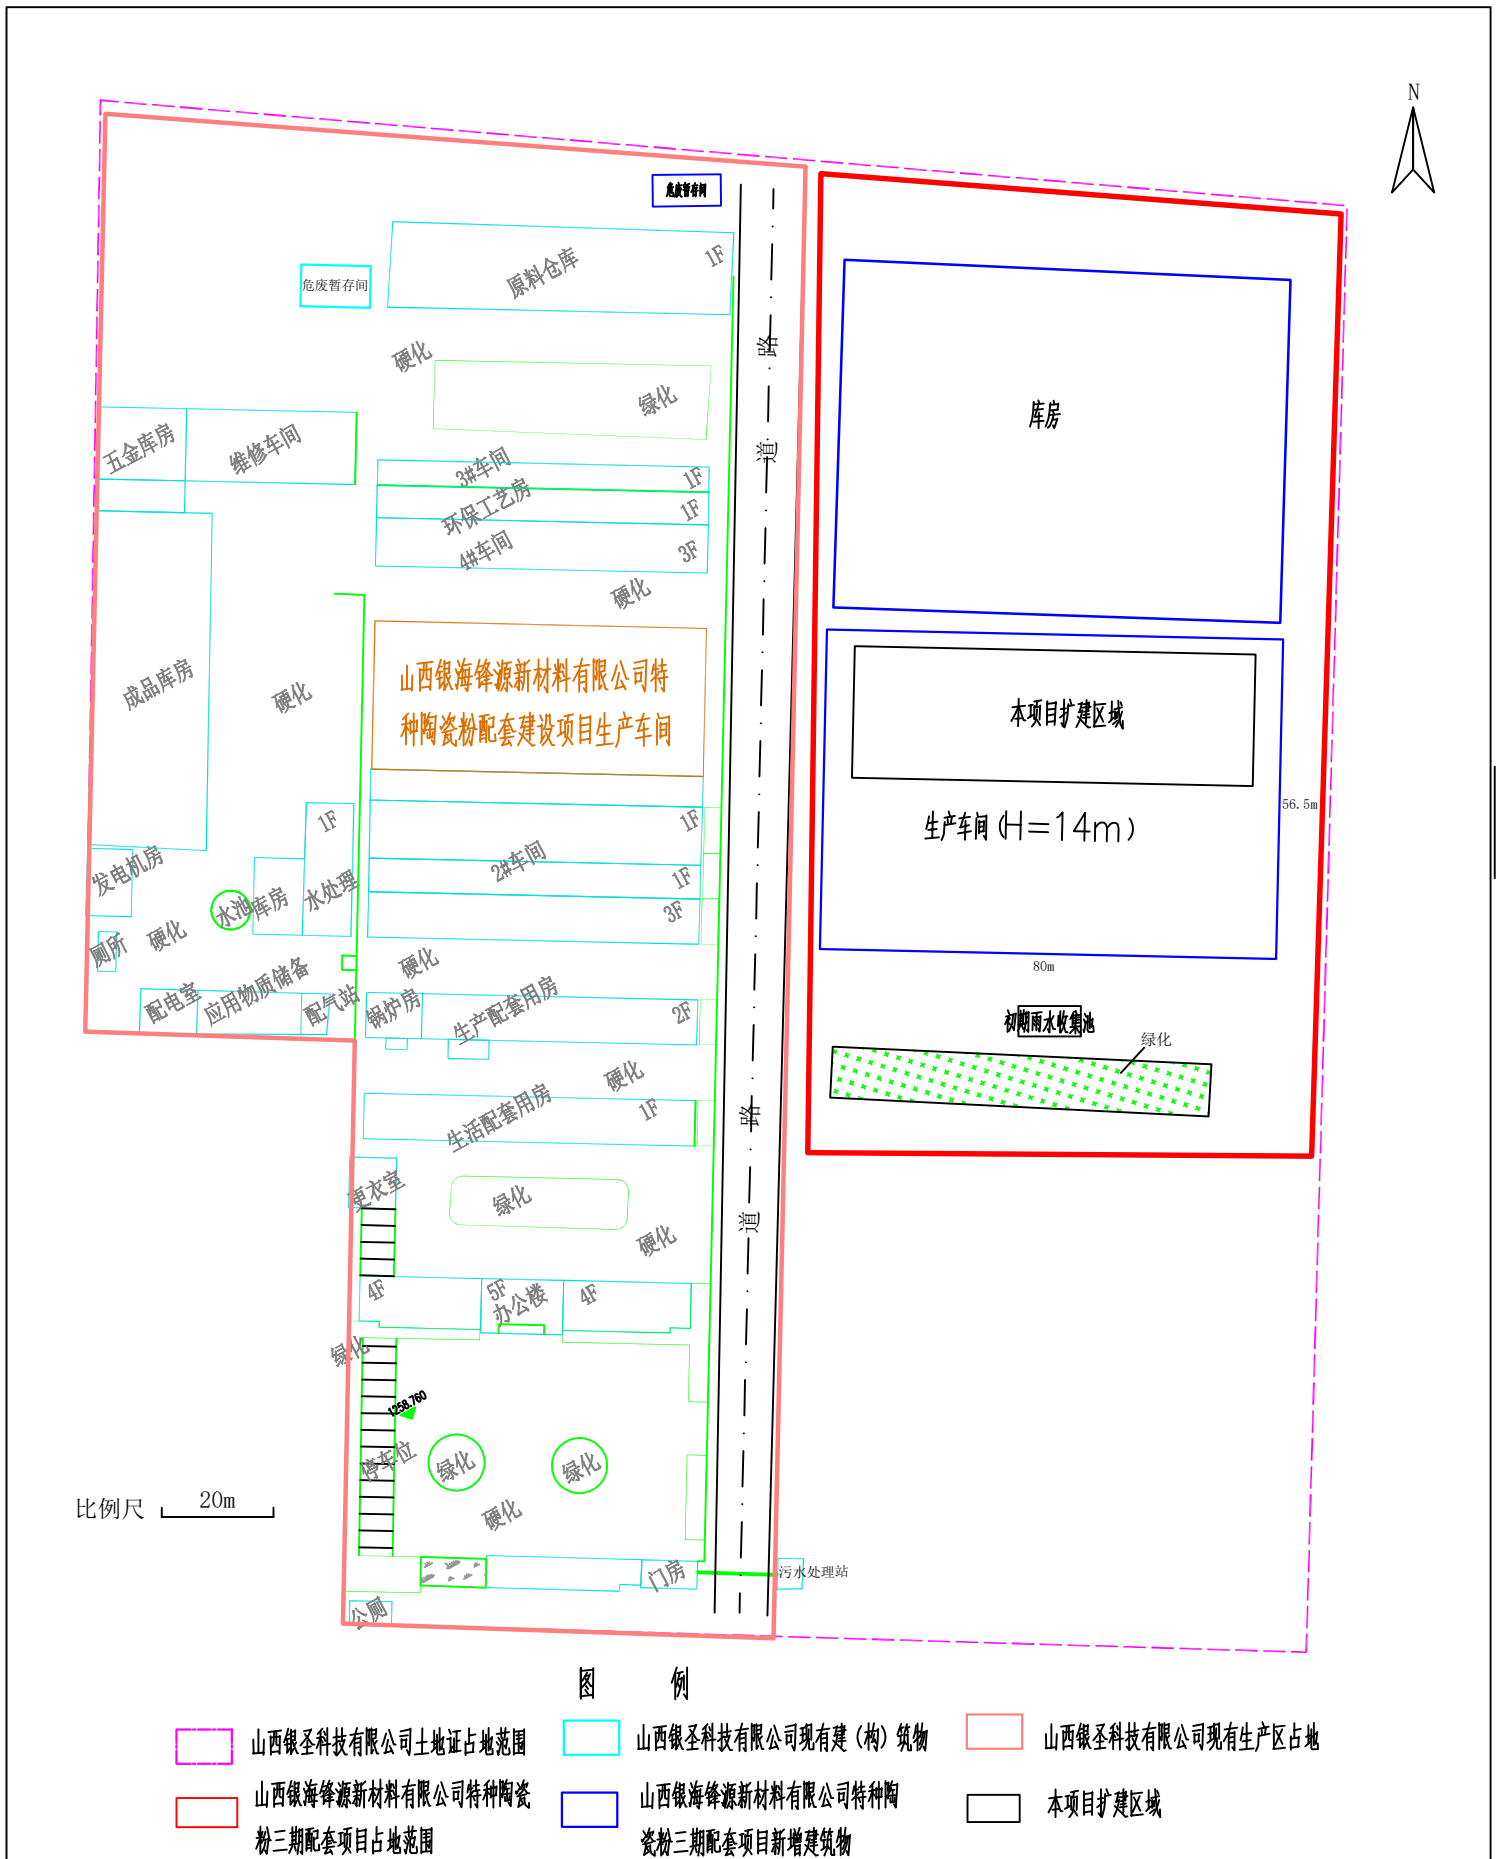 N
危废暂存间
原料仓库
1F
危废暂存间
路
硬化
绿化
库房
道
五金库房
维修车间
3#车间
1F
环保工艺房
1F
4#车间
3F
硬化
山西银海锋源新材料有限公司特
种陶瓷粉配套建设项目生产车间
成品库房
硬化
本项目扩建区域
56.5m
1F
1F
生产车间(H=14m)
2#车间
1F
发电机房
水池
库房
水处理
3F
厕所
硬化
硬化
80m
配电室
应用物质储备
配气站
锅炉房
生产配套用房
2F
初期雨水收集池
绿化
硬化
生活配套用房
1F
路
更衣室
绿化
道
硬化
4F
5F
办公楼
4F
绿化
1258.760
停车位
绿化
绿化
比例尺
20m
硬化
门房
污水处理站
公厕
图 例
山西银圣科技有限公司土地证占地范围
山西银圣科技有限公司现有建（构）筑物
山西银圣科技有限公司现有生产区占地
山西银海锋源新材料有限公司特种陶瓷
粉三期配套项目占地范围
山西银海锋源新材料有限公司特种陶
瓷粉三期配套项目新增建筑物
本项目扩建区域